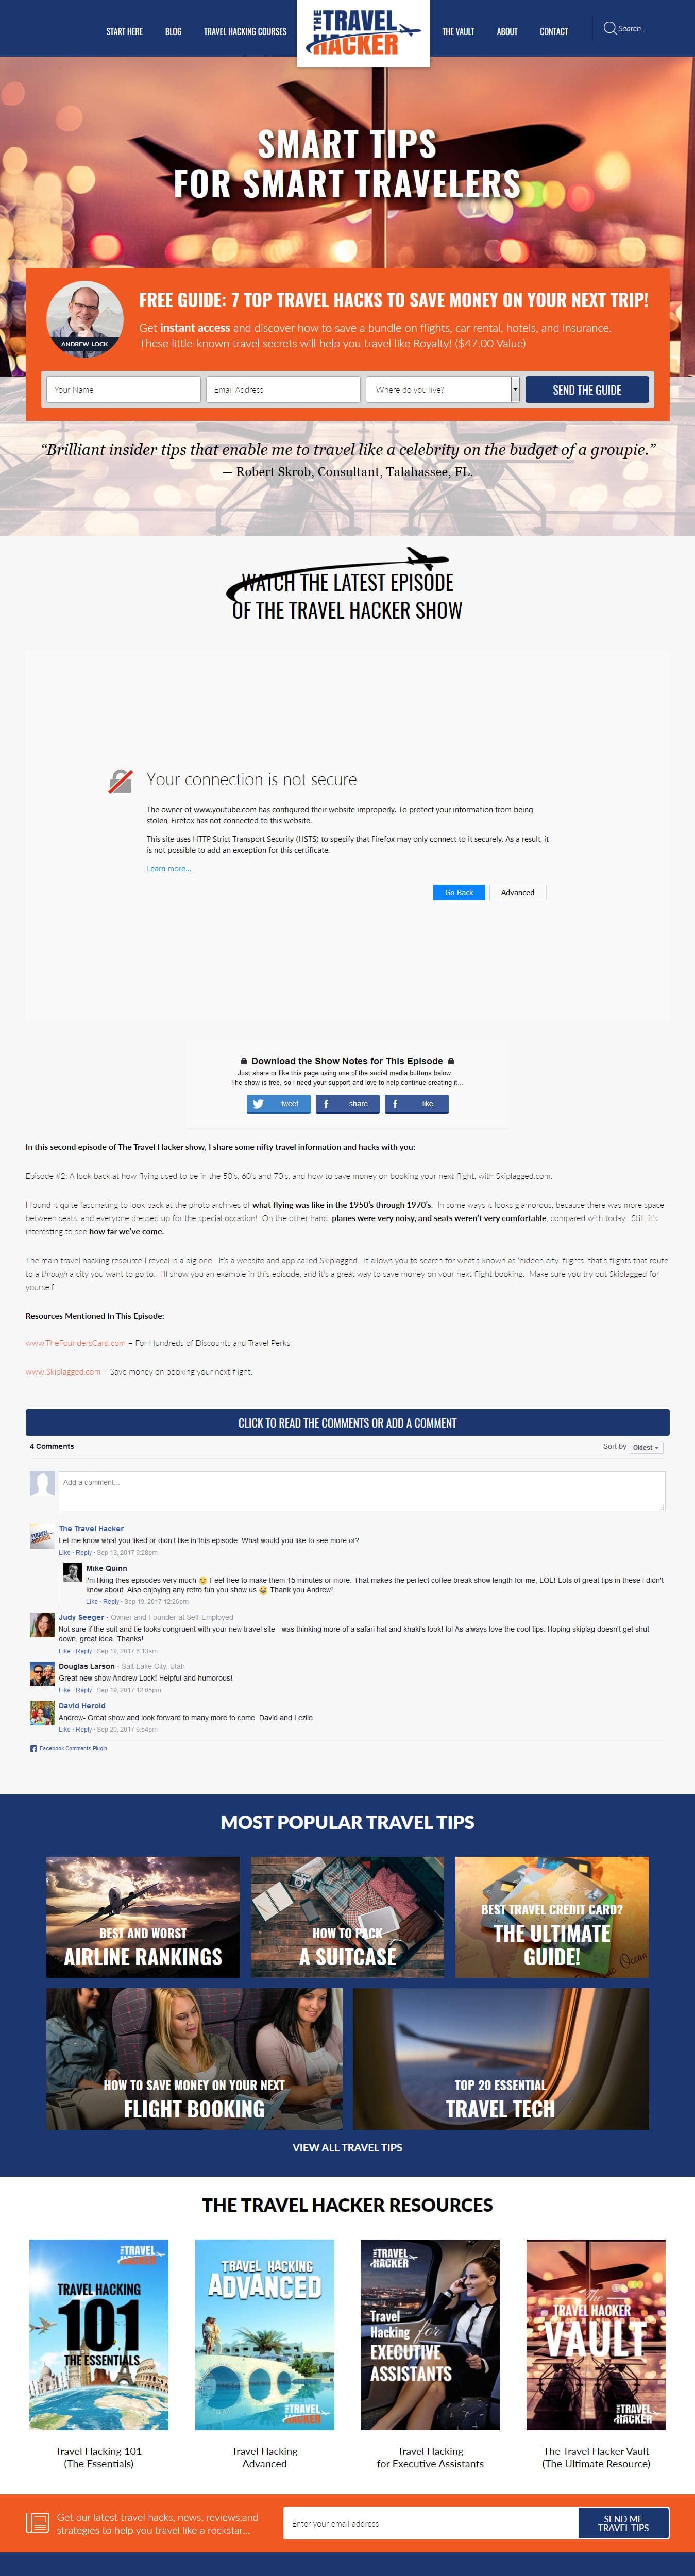 START HERE
BLOG
TRAVEL HACKING COURSES
THE TRAVEL HACKER
THE VAULT
ABOUT
CONTACT
Search...
SMART TIPS
FOR SMART TRAVELERS
ANDREW LOCK
FREE GUIDE: 7 TOP TRAVEL HACKS TO SAVE MONEY ON YOUR NEXT TRIP!
Get instant access and discover how to save a bundle on flights, car rental, hotels, and insurance.
These little-known travel secrets will help you travel like Royalty! ($47.00 Value)
Your Name
Email Address
Where do you live?
SEND THE GUIDE
“Brilliant insider tips that enable me to travel like a celebrity on the budget of a groupie.”
— Robert Skrob, Consultant, Talahassee, FL.
WATCH THE LATEST EPISODE
OF THE TRAVEL HACKER SHOW
Your connection is not secure
The owner of www.youtube.com has configured their website improperly. To protect your information from being
stolen, Firefox has not connected to this website.
This site uses HTTP Strict Transport Security (HSTS) to specify that Firefox may only connect to it securely. As a result, it
is not possible to add an exception for this certificate.
Learn more...
Go Back
Advanced
Download the Show Notes for This Episode
Just share or like this page using one of the social media buttons below.
The show is free, so I need your support and love to help continue creating it...
tweet
share
like
In this second episode of The Travel Hacker show, I share some nifty travel information and hacks with you:
Episode #2: A look back at how flying used to be in the 50's, 60's and 70's, and how to save money on booking your next flight, with Skiplagged.com.
I found it quite fascinating to look back at the photo archives of what flying was like in the 1950's through 1970's. In some ways it looks glamorous, because there was more space
between seats, and everyone dressed up for the special occasion! On the other hand, planes were very noisy, and seats weren't very comfortable, compared with today. Still, it's
interesting to see how far we've come.
The main travel hacking resource I reveal is a big one. It's a website and app called Skiplagged. It allows you to search for what's known as 'hidden city' flights, that's flights that route
to a through a city you want to go to. I'll show you an example in this episode, and it's a great way to save money on your next flight booking. Make sure you try out Skiplagged for
yourself.
Resources Mentioned In This Episode:
www.TheFoundersCard.com – For Hundreds of Discounts and Travel Perks
www.Skiplagged.com – Save money on booking your next flight.
CLICK TO READ THE COMMENTS OR ADD A COMMENT
4 Comments
Sort by Oldest
Add a comment...
The Travel Hacker
Let me know what you liked or didn't like in this episode. What would you like to see more of?
Like · Reply · Sep 13, 2017 9:28pm
Mike Quinn
I'm liking thes episodes very much 😀 Feel free to make them 15 minutes or more. That makes the perfect coffee break show length for me, LOL! Lots of great tips in these I didn't
know about. Also enjoying any retro fun you show us 😀 Thank you Andrew!
Like · Reply · Sep 19, 2017 12:26pm
Judy Seeger · Owner and Founder at Self-Employed
Not sure if the suit and tie looks congruent with your new travel site - was thinking more of a safari hat and khaki's look! lol As always love the cool tips. Hoping skiplag doesn't get shut
down, great idea. Thanks!
Like · Reply · Sep 19, 2017 6:13am
Douglas Larson · Salt Lake City, Utah
Great new show Andrew Lock! Helpful and humorous!
Like · Reply · Sep 19, 2017 12:05pm
David Herold
Andrew- Great show and look forward to many more to come. David and Lezlie
Like · Reply · Sep 20, 2017 9:54pm
Facebook Comments Plugin
MOST POPULAR TRAVEL TIPS
BEST AND WORST
AIRLINE RANKINGS
HOW TO PACK
A SUITCASE
BEST TRAVEL CREDIT CARD?
THE ULTIMATE
GUIDE!
Ocean
HOW TO SAVE MONEY ON YOUR NEXT
FLIGHT BOOKING
TOP 20 ESSENTIAL
TRAVEL TECH
VIEW ALL TRAVEL TIPS
THE TRAVEL HACKER RESOURCES
THE TRAVEL HACKER
TRAVEL HACKING
101
THE ESSENTIALS
TRAVEL HACKING
ADVANCED
THE TRAVEL HACKER
THE TRAVEL HACKER
Travel
Hacking for
EXECUTIVE
ASSISTANTS
The
TRAVEL HACKER
VAULT
THE TRAVEL HACKER
Travel Hacking 101
(The Essentials)
Travel Hacking
Advanced
Travel Hacking
for Executive Assistants
The Travel Hacker Vault
(The Ultimate Resource)
Get our latest travel hacks, news, reviews,and
strategies to help you travel like a rockstar...
Enter your email address
SEND ME
TRAVEL TIPS